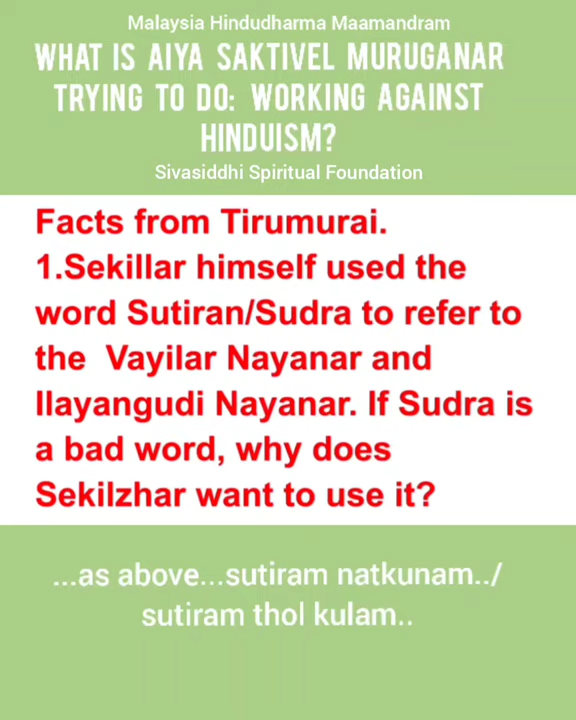 Malaysia Hindudharma Maamandram
WHAT IS AIYA SAKTIVEL MURUGANAR
TRYING TO DO: WORKING AGAINST
HINDUISM?
Sivasiddhi Spiritual Foundation
Facts from Tirumurai.
1.Sekillar himself used the
word Sutiran/Sudra to refer to
the Vayilar Nayanar and
Ilayangudi Nayanar. If Sudra is
a bad word, why does
Sekilzhar want to use it?
...as above...sutiram natkunam../
sutiram thol kulam..